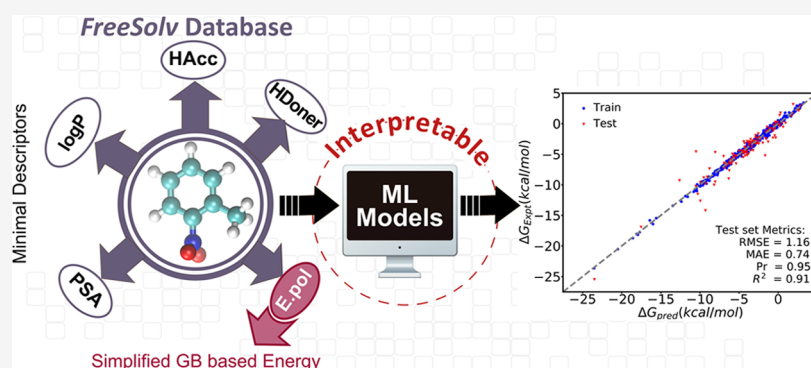 FreeSolv Database
Minimal Descriptors
HAcc
HDoner
logP
PSA
E.pol
Simplified GB based Energy
Interpretable
ML
Models
Train
Test
ΔG_Expt(kcal/mol)
5
0
−5
−10
−15
−20
−25
Test set Metrics:
RMSE = 1.16
MAE = 0.74
Pr = 0.95
R² = 0.91
−25 −20 −15 −10 −5 0
ΔG_pred(kcal/mol)